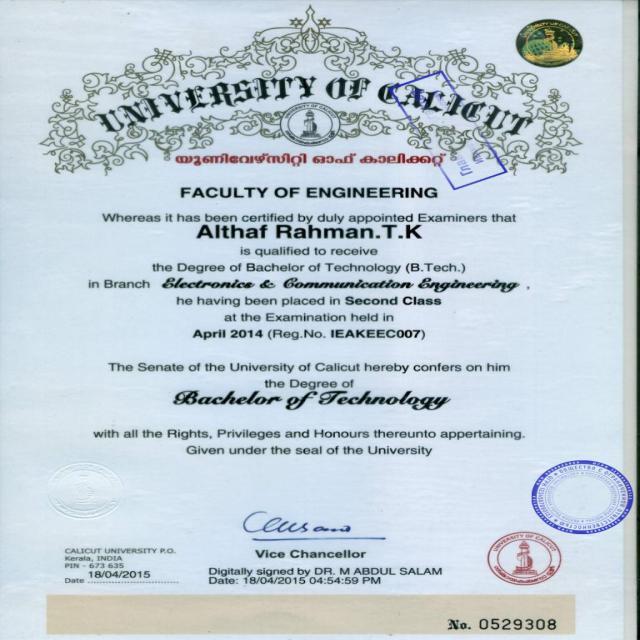 UNIVERSITY OF CALICUT
യൂണിവേഴ്സിറ്റി ഓഫ് കാലിക്കറ്റ്
FACULTY OF ENGINEERING
Whereas it has been certified by duly appointed Examiners that
Althaf Rahman.T.K
is qualified to receive
the Degree of Bachelor of Technology (B.Tech.)
in Branch Electronics & Communication Engineering ,
he having been placed in Second Class
at the Examination held in
April 2014 (Reg.No. IEAKEEC007)
The Senate of the University of Calicut hereby confers on him
the Degree of
Bachelor of Technology
with all the Rights, Privileges and Honours thereunto appertaining.
Given under the seal of the University
CALICUT UNIVERSITY P.O.
Kerala, INDIA
PIN - 673 635
Date 18/04/2015
Vice Chancellor
Digitally signed by DR. M ABDUL SALAM
Date: 18/04/2015 04:54:59 PM
UNIVERSITY OF CALICUT
No. 0529308